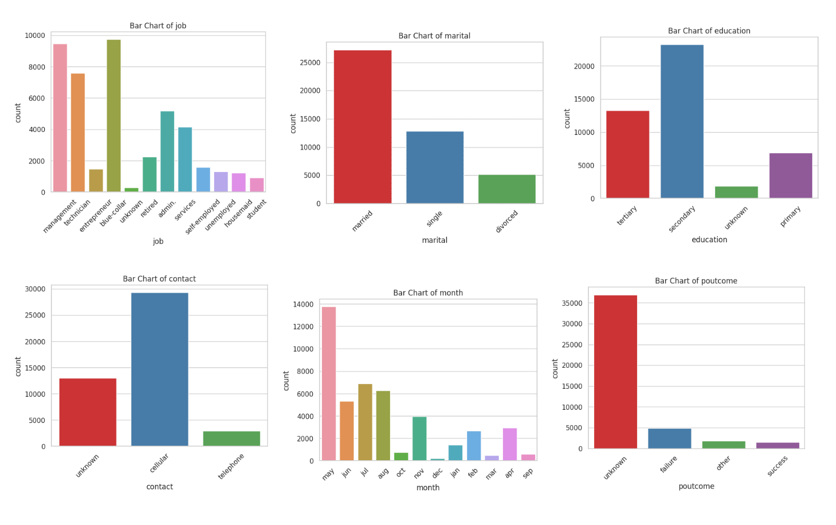 Bar Chart of job
10000
8000
6000
4000
2000
0
count
management
technician
entrepreneur
blue-collar
unknown
retired
admin.
services
self-employed
unemployed
housemaid
student
job
Bar Chart of marital
25000
20000
15000
10000
5000
0
count
married
single
divorced
marital
Bar Chart of education
20000
15000
10000
5000
0
count
tertiary
secondary
unknown
primary
education
Bar Chart of contact
30000
25000
20000
15000
10000
5000
0
count
unknown
cellular
telephone
contact
Bar Chart of month
14000
12000
10000
8000
6000
4000
2000
0
count
may
jun
jul
aug
oct
nov
dec
jan
feb
mar
apr
sep
month
Bar Chart of poutcome
35000
30000
25000
20000
15000
10000
5000
0
count
unknown
failure
other
success
poutcome